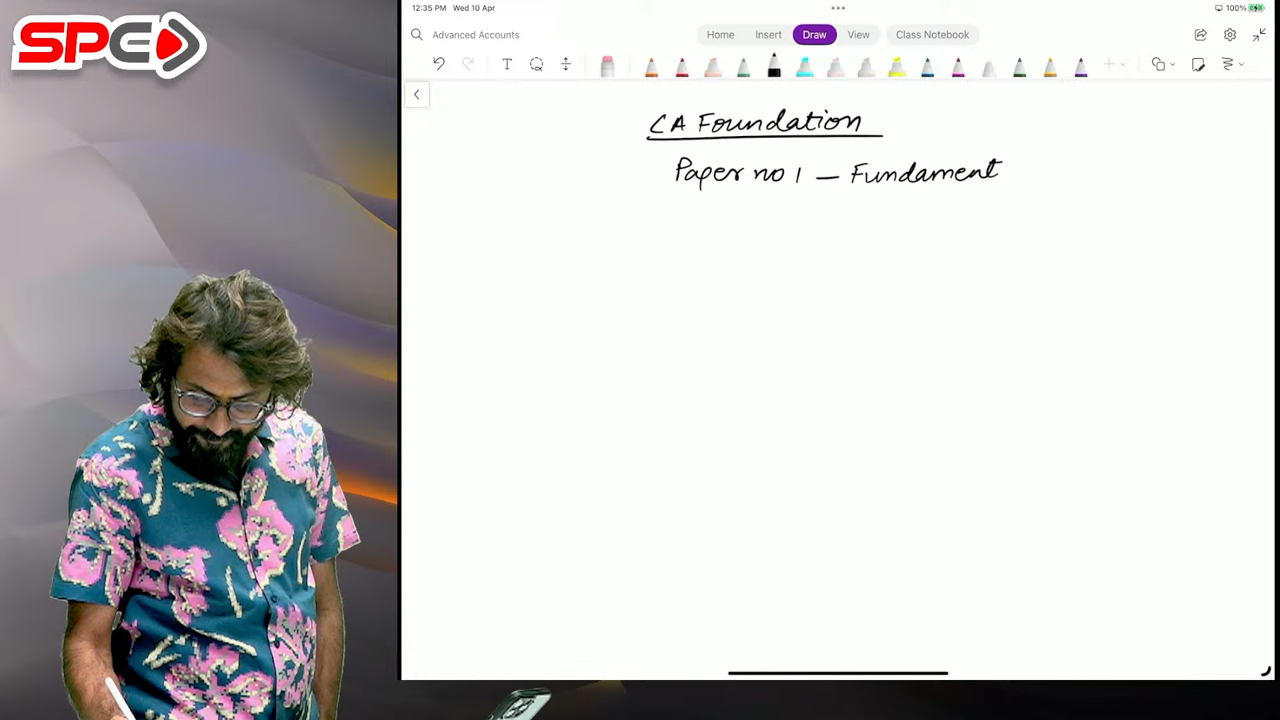 SPED
12:35 PM Wed 10 Apr
100%
Advanced Accounts
Home Insert Draw View Class Notebook
T
CA Foundation
Paper no 1 — Fundament